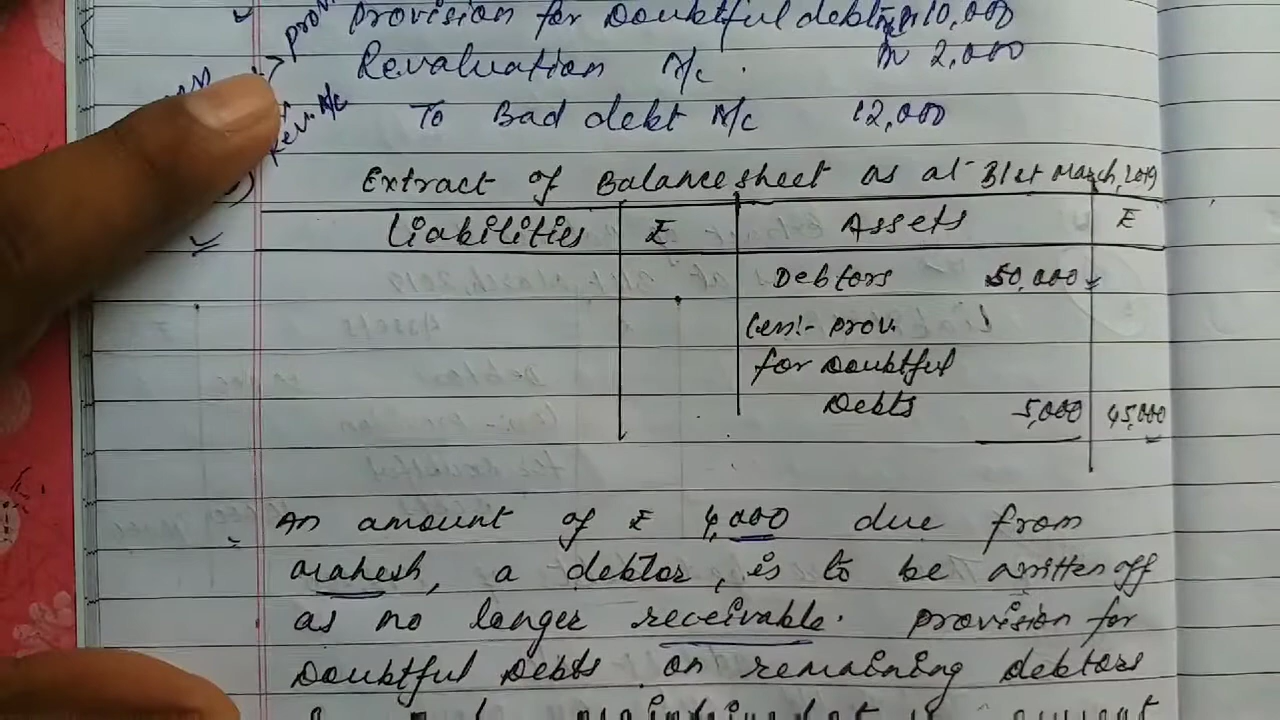 Provision for Doubtful debt A/c Dr 10,000
Revaluation A/c Dr 2,000
To Bad debt A/c 12,000
Extract of Balance sheet as at 31st March, 2019
Liabilities ₹ Assets ₹
Debtors 50,000
Less:- Prov.
for Doubtful
Debts 5,000 45,000
An amount of ₹ 4,000 due from
Mahesh, a debtor, is to be written off
as no longer receivable. Provision for
Doubtful Debts on remaining debtors